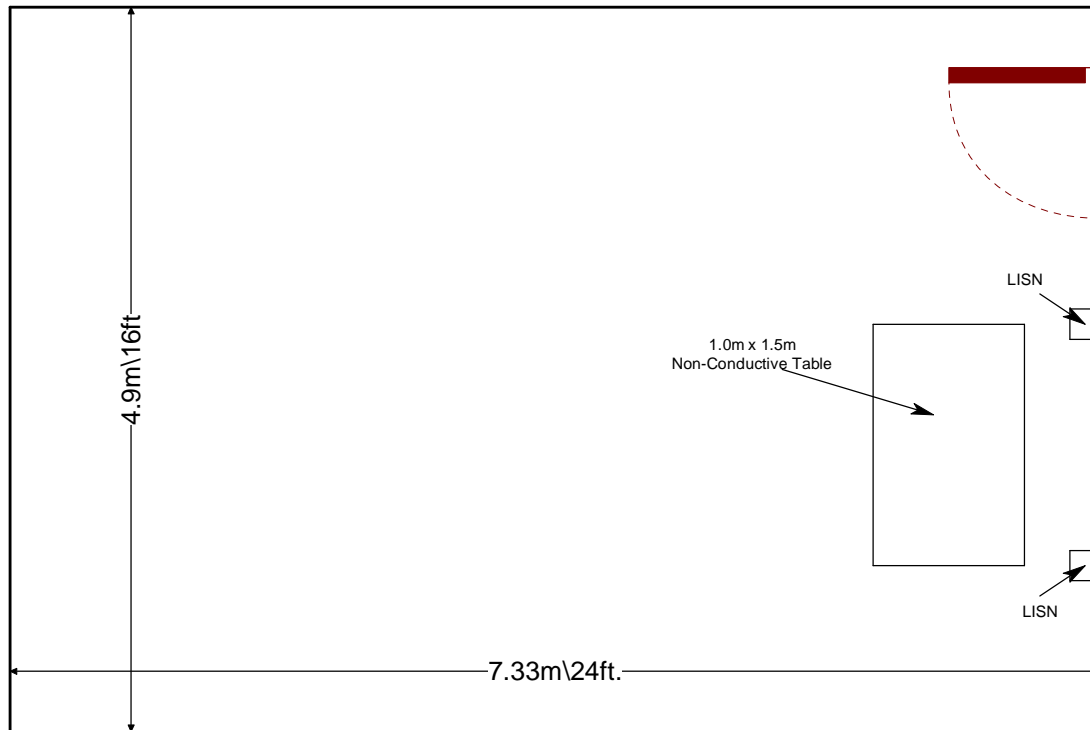 LISN
1.0m x 1.5m
Non-Conductive Table
4.9m\16ft
LISN
7.33m\24ft.